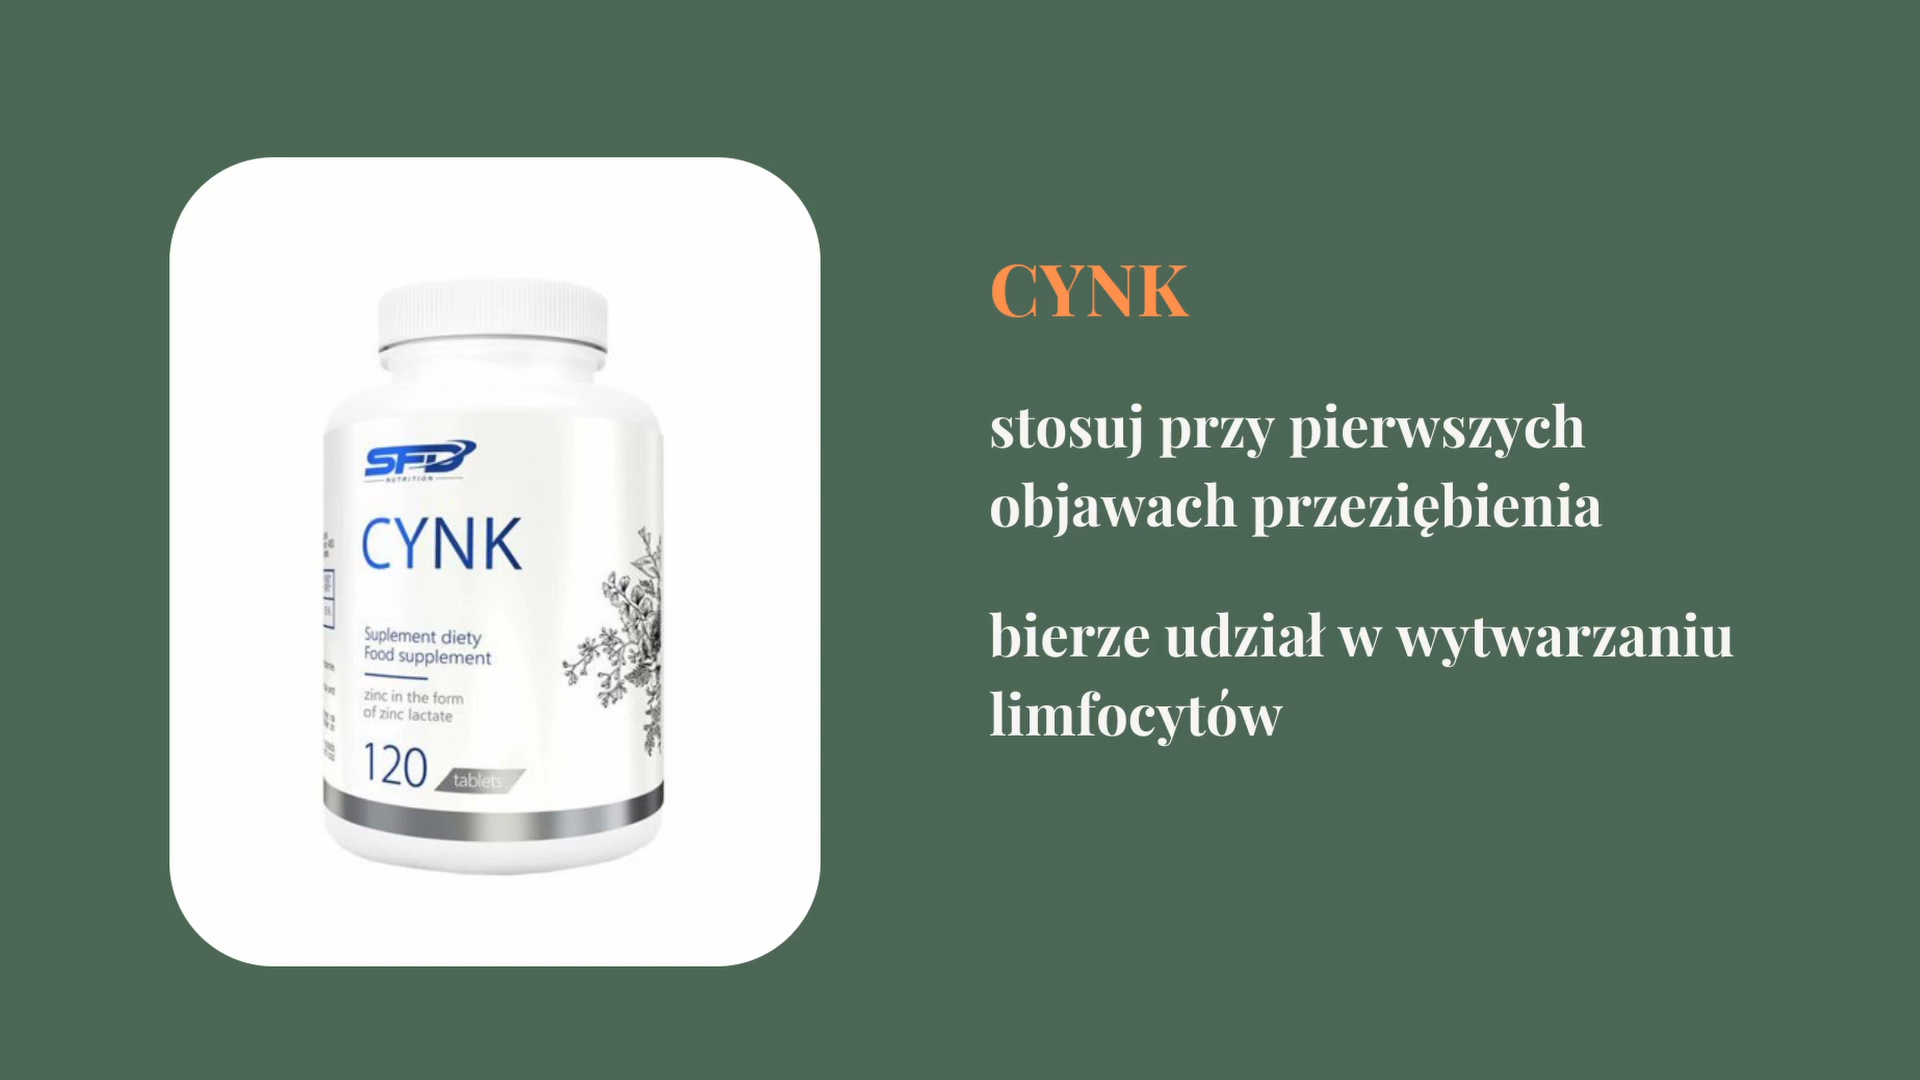 SFD
NUTRITION
CYNK
Suplement diety
Food supplement
zinc in the form
of zinc lactate
120 tablets
CYNK
stosuj przy pierwszych
objawach przeziębienia
bierze udział w wytwarzaniu
limfocytów